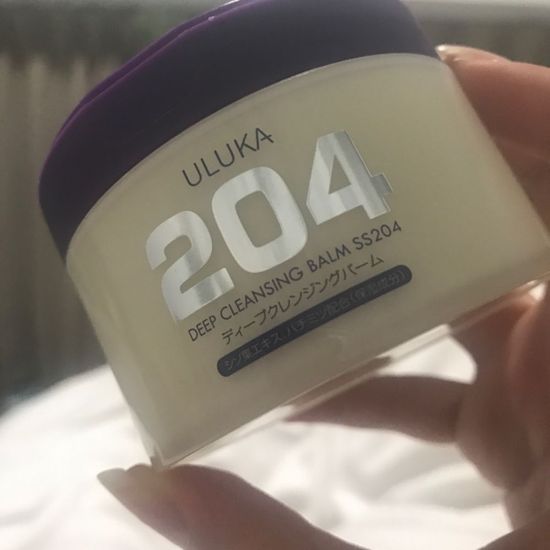 ULUKA
204
DEEP CLEANSING BALM SS204
ディープクレンジングバーム
シソ葉エキス ハチミツ配合(保湿成分)